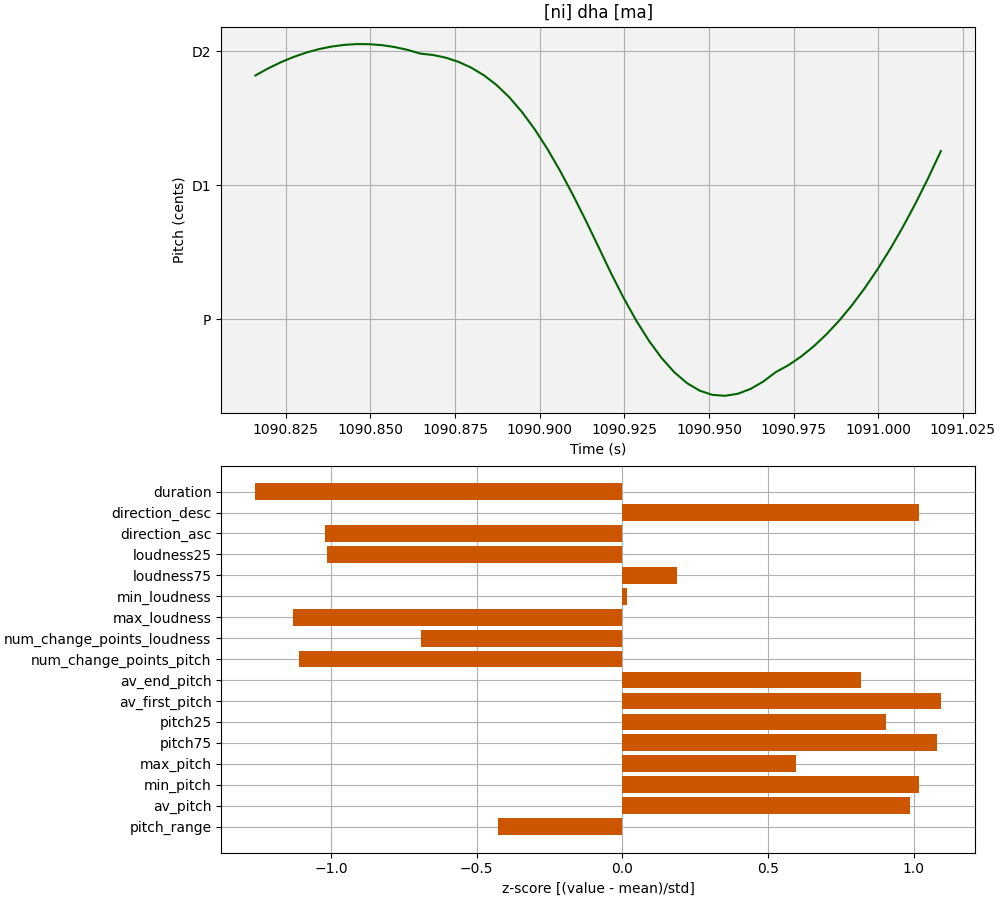 [ni] dha [ma]
D2
D1
P
Pitch (cents)
1090.825 1090.850 1090.875 1090.900 1090.925 1090.950 1090.975 1091.000 1091.025
Time (s)
duration
direction_desc
direction_asc
loudness25
loudness75
min_loudness
max_loudness
num_change_points_loudness
num_change_points_pitch
av_end_pitch
av_first_pitch
pitch25
pitch75
max_pitch
min_pitch
av_pitch
pitch_range
−1.0 −0.5 0.0 0.5 1.0
z-score [(value - mean)/std]